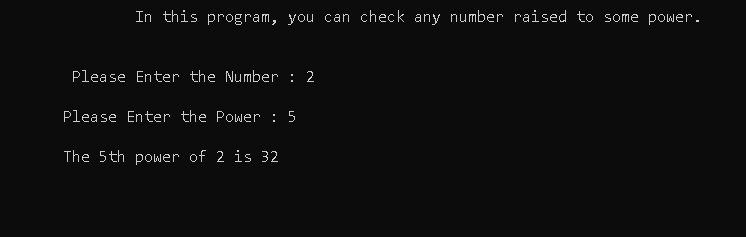 In this program, you can check any number raised to some power.
Please Enter the Number : 2
Please Enter the Power : 5
The 5th power of 2 is 32